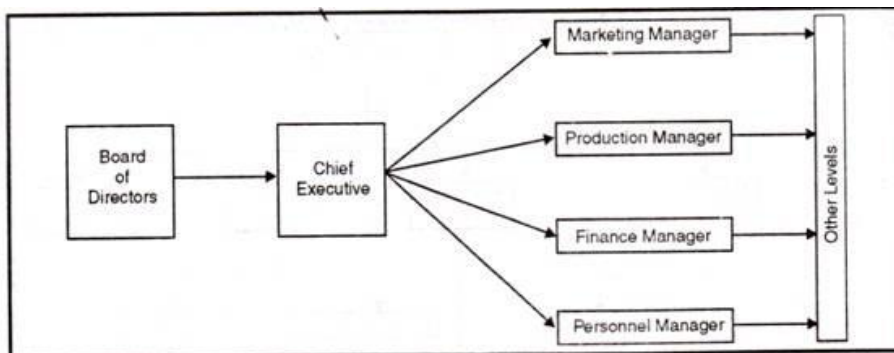 Marketing Manager
Production Manager
Board
of
Directors
Chief
Executive
Finance Manager
Personnel Manager
Other Levels